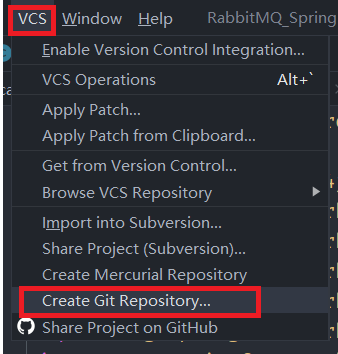 VCS Window Help RabbitMQ_Spring
Enable Version Control Integration...
VCS Operations Alt+`
Apply Patch...
Apply Patch from Clipboard...
Get from Version Control...
Browse VCS Repository
Import into Subversion...
Share Project (Subversion)...
Create Mercurial Repository
Create Git Repository...
Share Project on GitHub